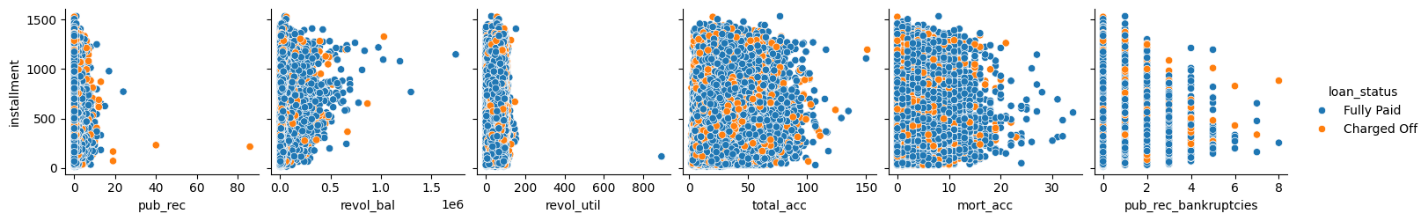 installment
1500
1000
500
0
0 20 40 60 80
pub_rec
0.0 0.5 1.0 1.5
1e6
revol_bal
0 200 400 600 800
revol_util
0 50 100 150
total_acc
0 10 20 30
mort_acc
0 2 4 6 8
pub_rec_bankruptcies
loan_status
Fully Paid
Charged Off